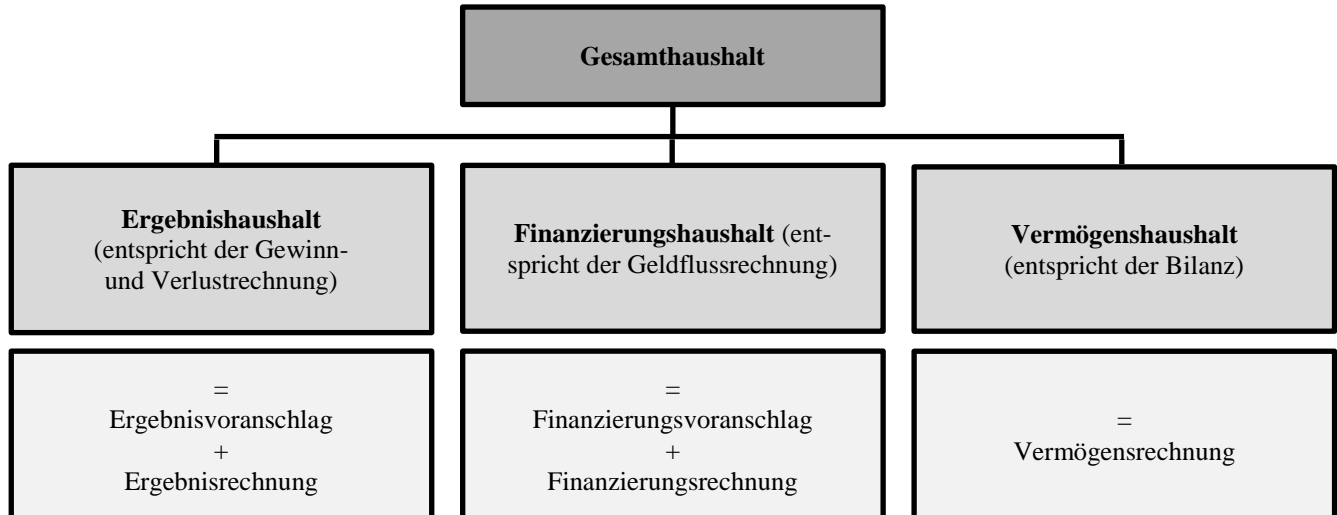 Gesamthaushalt
Ergebnishaushalt
(entspricht der Gewinn-
und Verlustrechnung)
Finanzierungshaushalt (ent-
spricht der Geldflussrechnung)
Vermögenshaushalt
(entspricht der Bilanz)
=
Ergebnisvoranschlag
+
Ergebnisrechnung
=
Finanzierungsvoranschlag
+
Finanzierungsrechnung
=
Vermögensrechnung